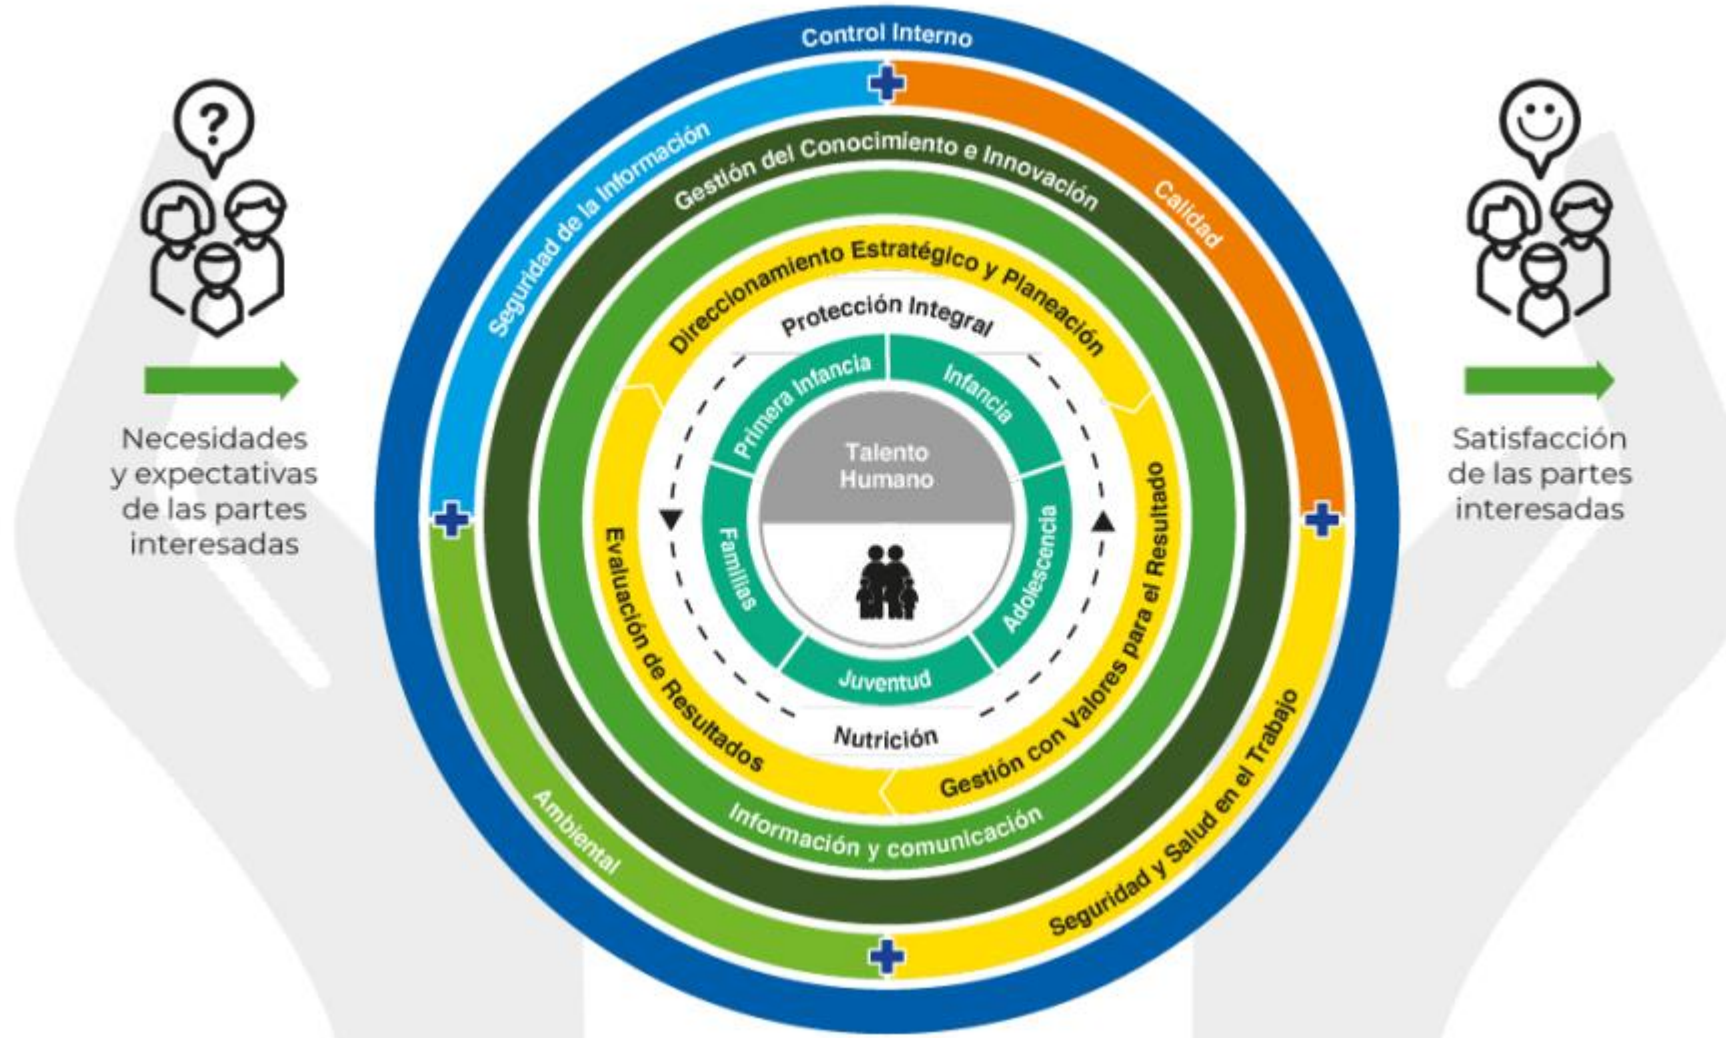 Control Interno
?
Seguridad de la Información
Calidad
Gestión del Conocimiento e Innovación
Direccionamiento Estratégico y Planeación
Protección Integral
Primera Infancia
Infancia
Talento
Humano
Necesidades
y expectativas
de las partes
interesadas
Satisfacción
de las partes
interesadas
Familias
Adolescencia
Juventud
Nutrición
Evaluación de Resultados
Gestión con Valores para el Resultado
Información y comunicación
Ambiental
Seguridad y Salud en el Trabajo